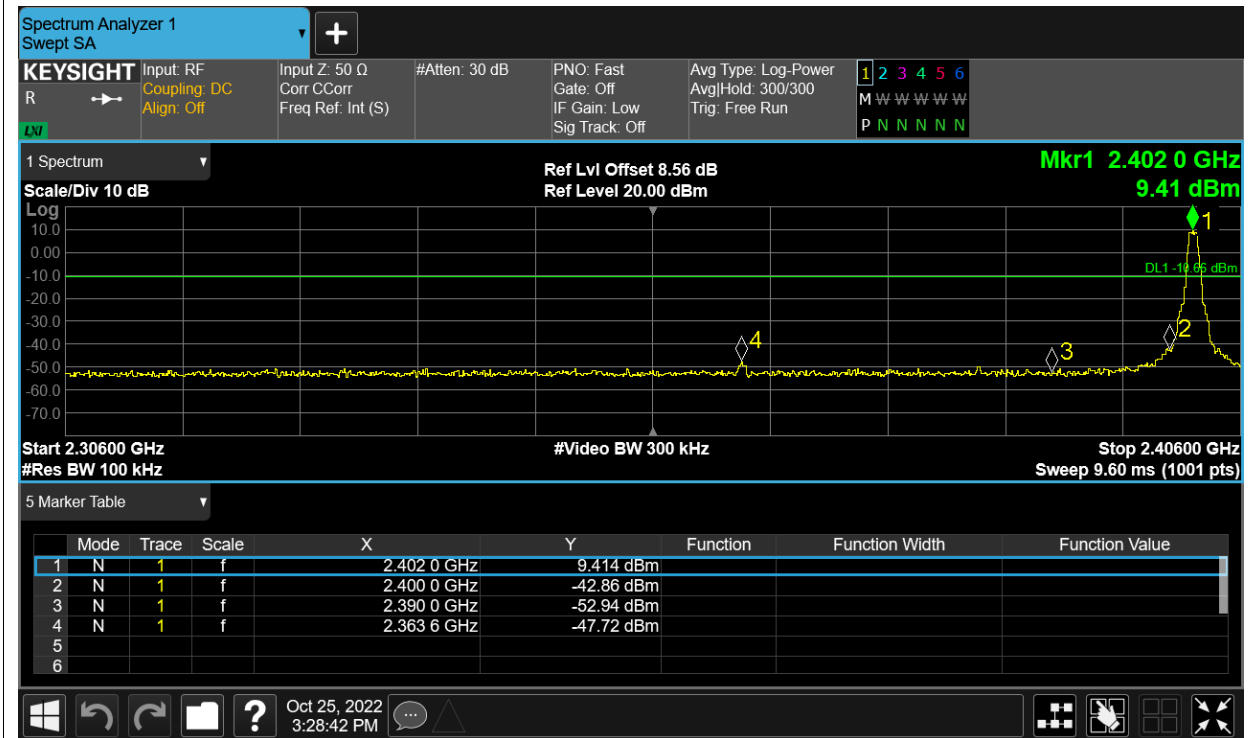 Spectrum Analyzer 1
Swept SA
+
KEYSIGHT Input: RF Input Z: 50 Ω #Atten: 30 dB PNO: Fast Avg Type: Log-Power 1 2 3 4 5 6
R Coupling: DC Corr CCorr Gate: Off Avg|Hold: 300/300 M W W W W W
Align: Off Freq Ref: Int (S) IF Gain: Low Trig: Free Run
LXI Sig Track: Off P N N N N N N
1 Spectrum Ref Lvl Offset 8.56 dB Mkr1 2.402 0 GHz
Scale/Div 10 dB Ref Level 20.00 dBm 9.41 dBm
Log
10.0 1
0.00
-10.0 DL1 -10.66 dBm
-20.0
-30.0 2
-40.0 4 3
-50.0
-60.0
-70.0
Start 2.30600 GHz #Video BW 300 kHz Stop 2.40600 GHz
#Res BW 100 kHz Sweep 9.60 ms (1001 pts)
5 Marker Table
Mode Trace Scale X Y Function Function Width Function Value
1 N 1 f 2.402 0 GHz 9.414 dBm
2 N 1 f 2.400 0 GHz -42.86 dBm
3 N 1 f 2.390 0 GHz -52.94 dBm
4 N 1 f 2.363 6 GHz -47.72 dBm
5
6
? Oct 25, 2022
3:28:42 PM